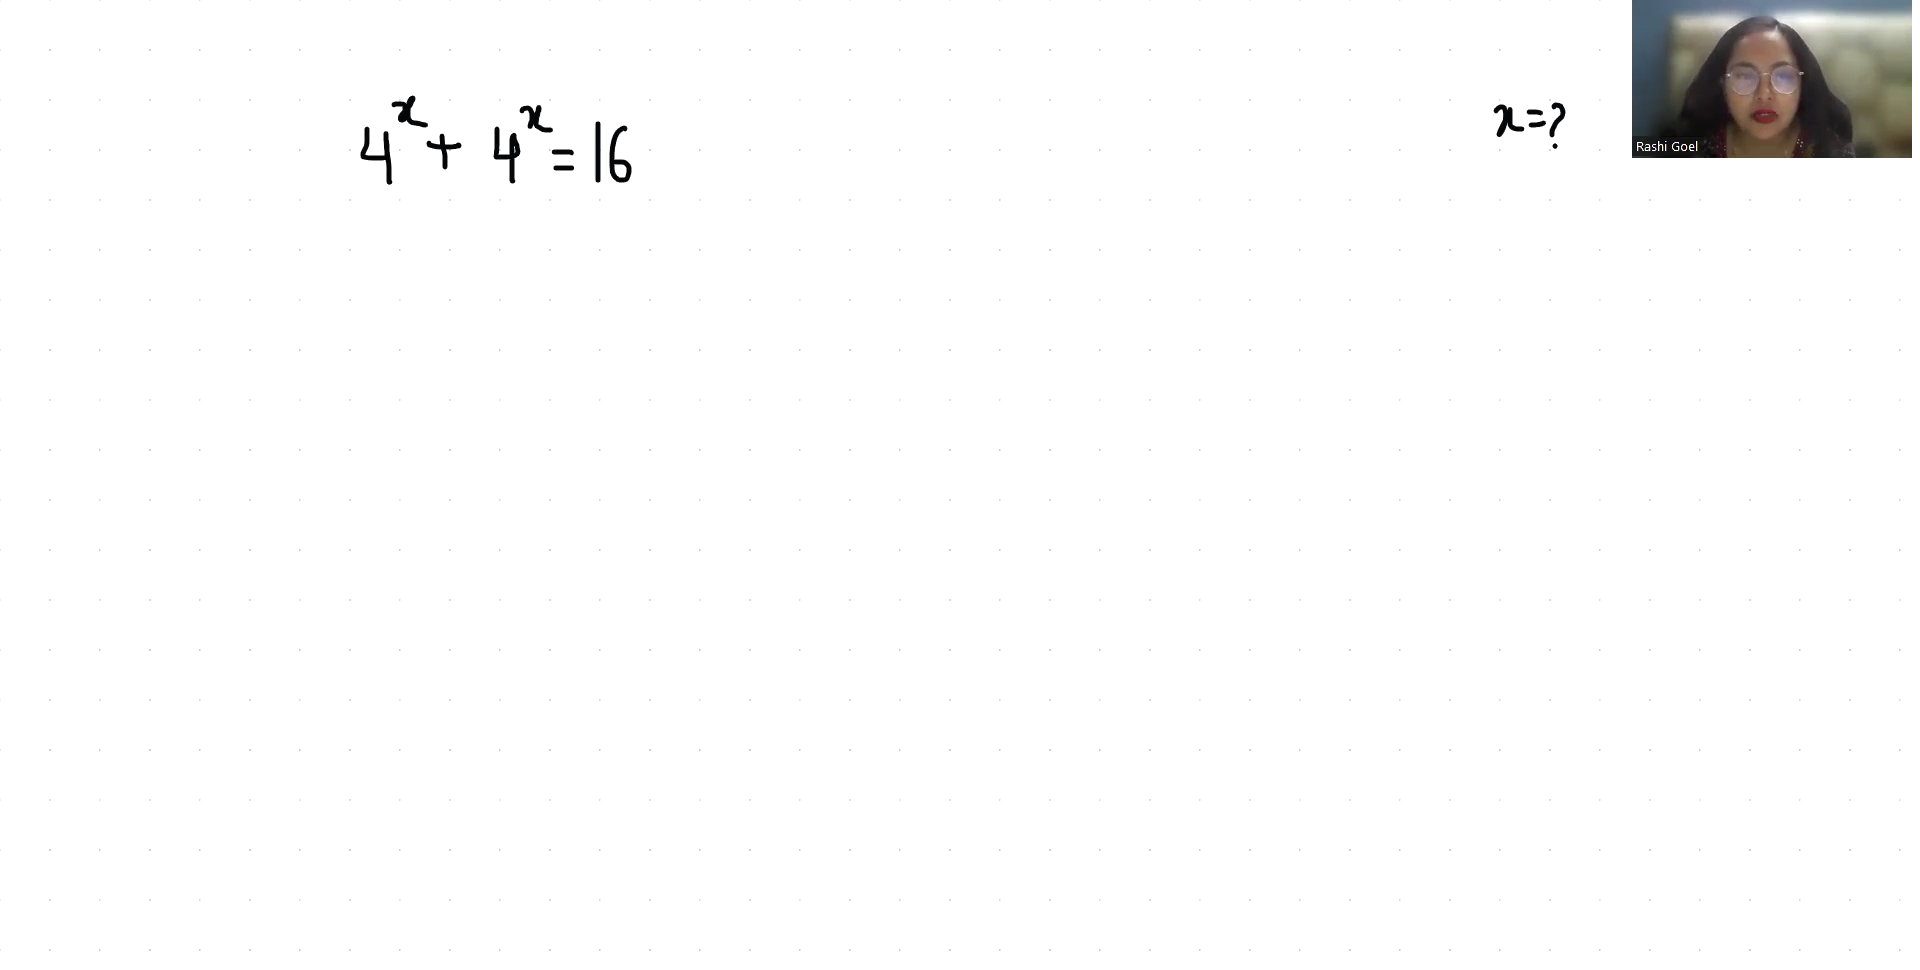 4^x + 4^x = 16
x = ?
Rashi Goel